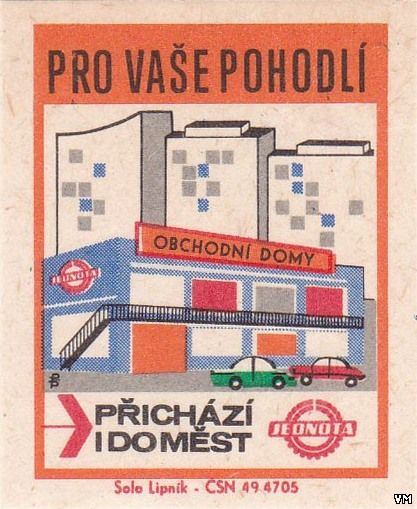 PRO VAŠE POHODLÍ
OBCHODNÍ DOMY
JEDNOTA
PŘICHÁZÍ
I DO MĚST
JEDNOTA
Solo Lipník - ČSN 49 4705
VM